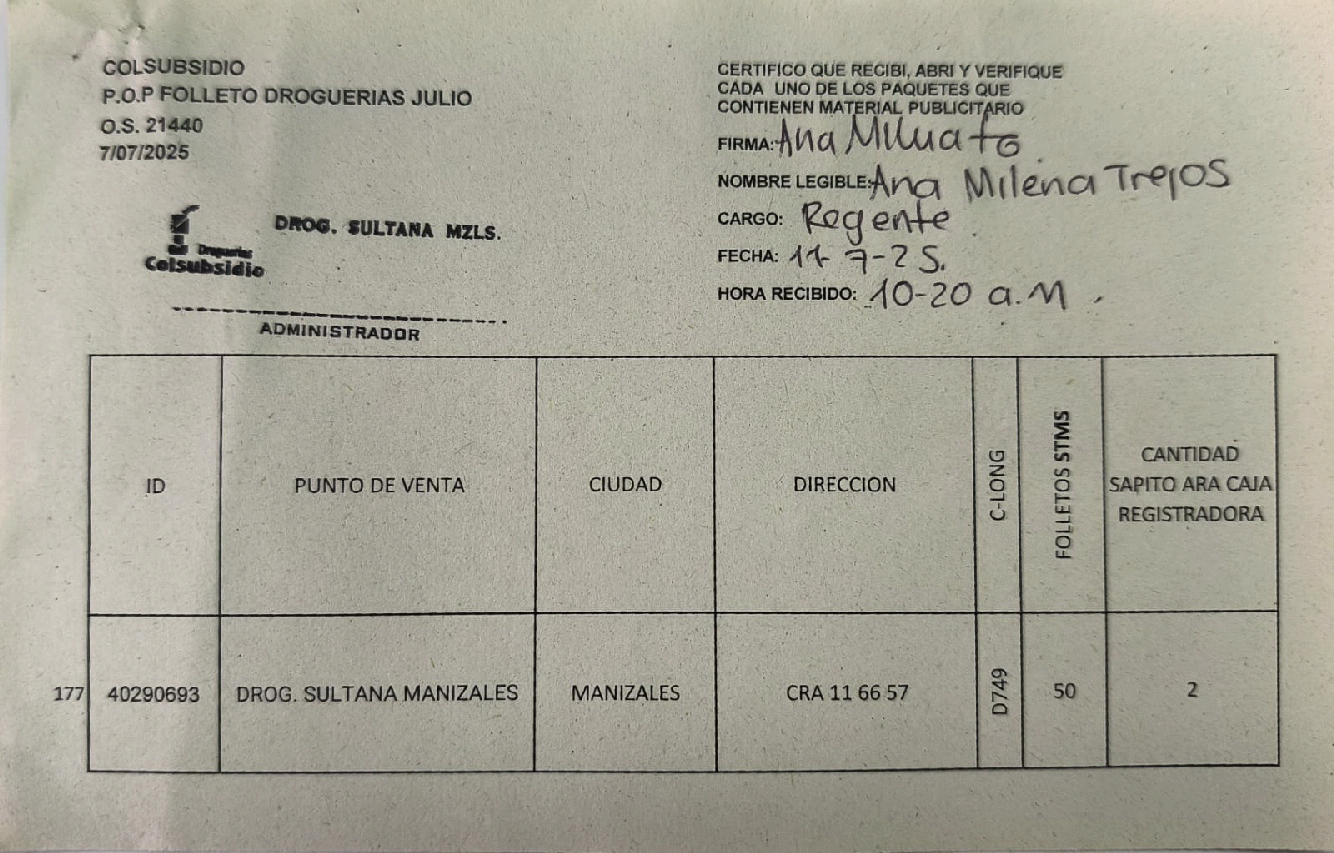 COLSUBSIDIO
P.O.P FOLLETO DROGUERIAS JULIO
O.S. 21440
7/07/2025
CERTIFICO QUE RECIBI, ABRI Y VERIFIQUE
CADA UNO DE LOS PAQUETES QUE
CONTIENEN MATERIAL PUBLICITARIO
FIRMA: Ana
NOMBRE LEGIBLE: Ana Milena Trejos
CARGO: Regente
FECHA: 11-7-25.
HORA RECIBIDO: 10-20 a.M.
Droguerías
Colsubsidio
DROG. SULTANA MZLS.
ADMINISTRADOR
ID PUNTO DE VENTA CIUDAD DIRECCION C-LONG FOLLETOS STMS CANTIDAD
SAPITO ARA CAJA
REGISTRADORA
177 40290693 DROG. SULTANA MANIZALES MANIZALES CRA 11 66 57 D749 50 2